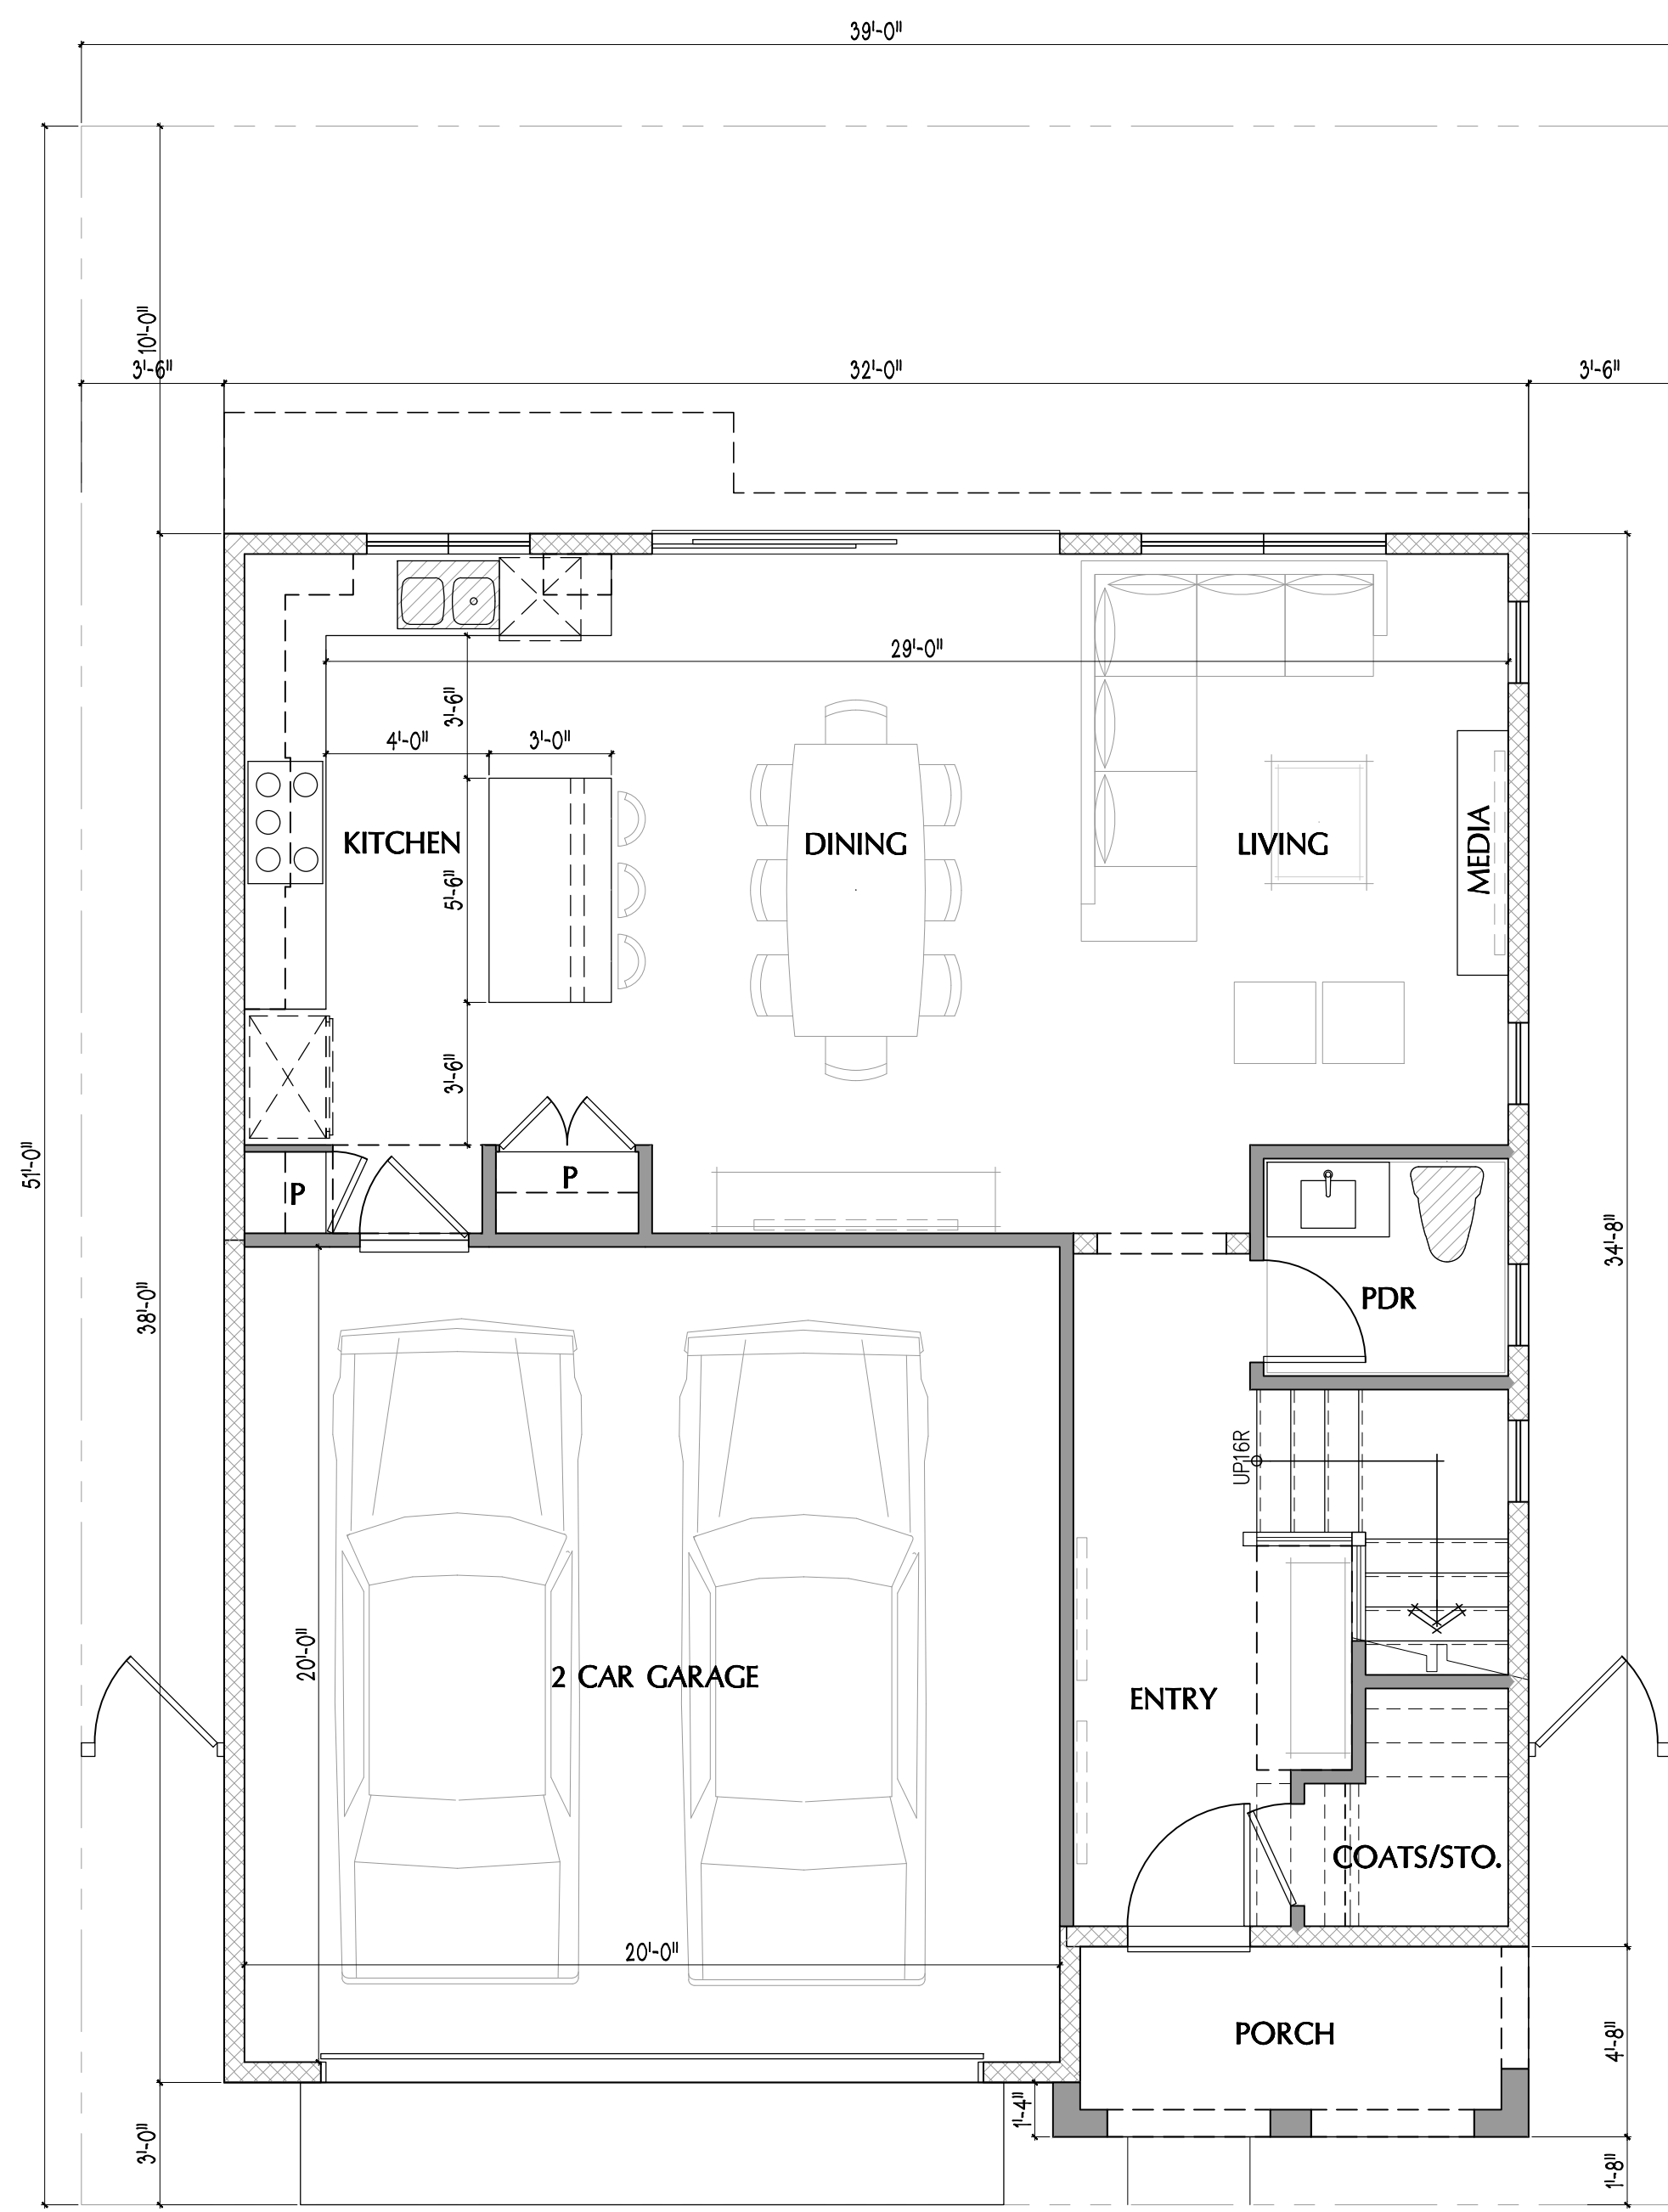 39'-0"
10'-0"
3'-6"
32'-0"
3'-6"
29'-0"
3'-6"
4'-0"
3'-0"
KITCHEN
DINING
LIVING
MEDIA
5'-6"
3'-6"
51'-0"
P
P
34'-8"
38'-0"
PDR
UP16R
20'-0"
2 CAR GARAGE
ENTRY
COATS/STO.
20'-0"
PORCH
4'-8"
1'-4"
3'-0"
1'-8"